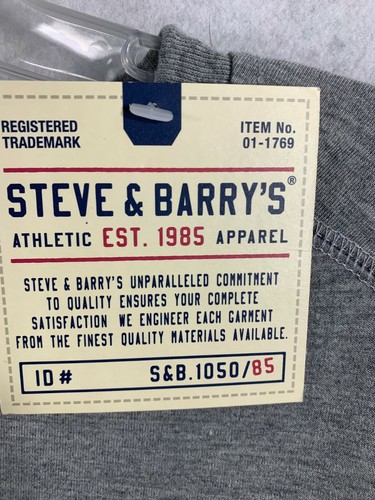 REGISTERED ITEM No.
TRADEMARK 01-1769
STEVE & BARRY'S®
ATHLETIC EST. 1985 APPAREL
STEVE & BARRY'S UNPARALLELED COMMITMENT
TO QUALITY ENSURES YOUR COMPLETE
SATISFACTION WE ENGINEER EACH GARMENT
FROM THE FINEST QUALITY MATERIALS AVAILABLE.
ID # S&B.1050/85